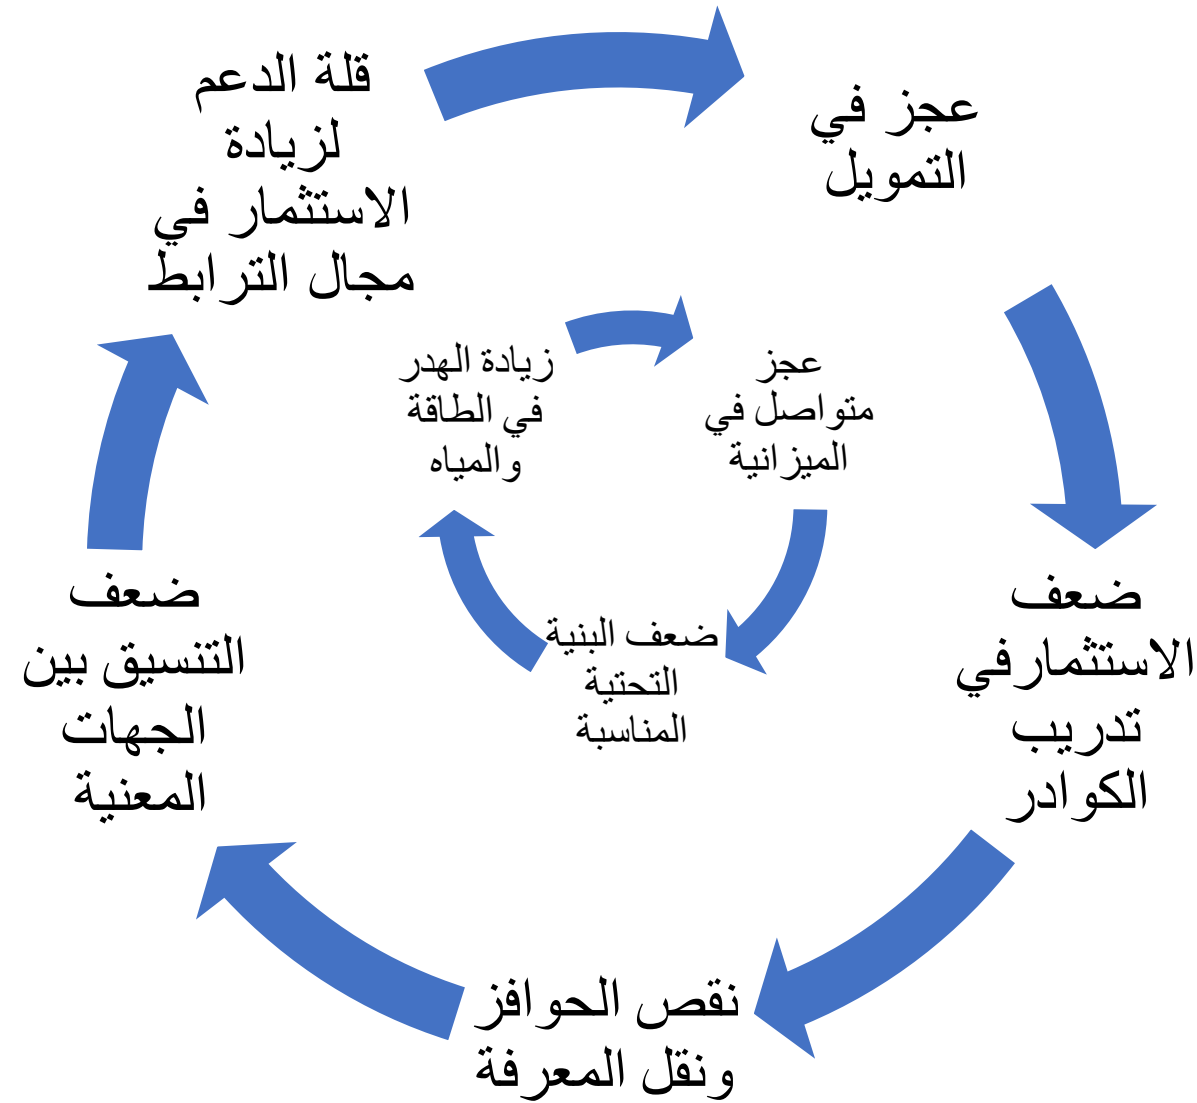 عجز في
التمويل
ضعف
الاستثمارفي
تدريب
الكوادر
نقص الحوافز
ونقل المعرفة
ضعف
التنسيق بين
الجهات
المعنية
قلة الدعم
لزيادة
الاستثمار في
مجال الترابط
عجز
متواصل في
الميزانية
ضعف البنية
التحتية
المناسبة
زيادة الهدر
في الطاقة
والمياه